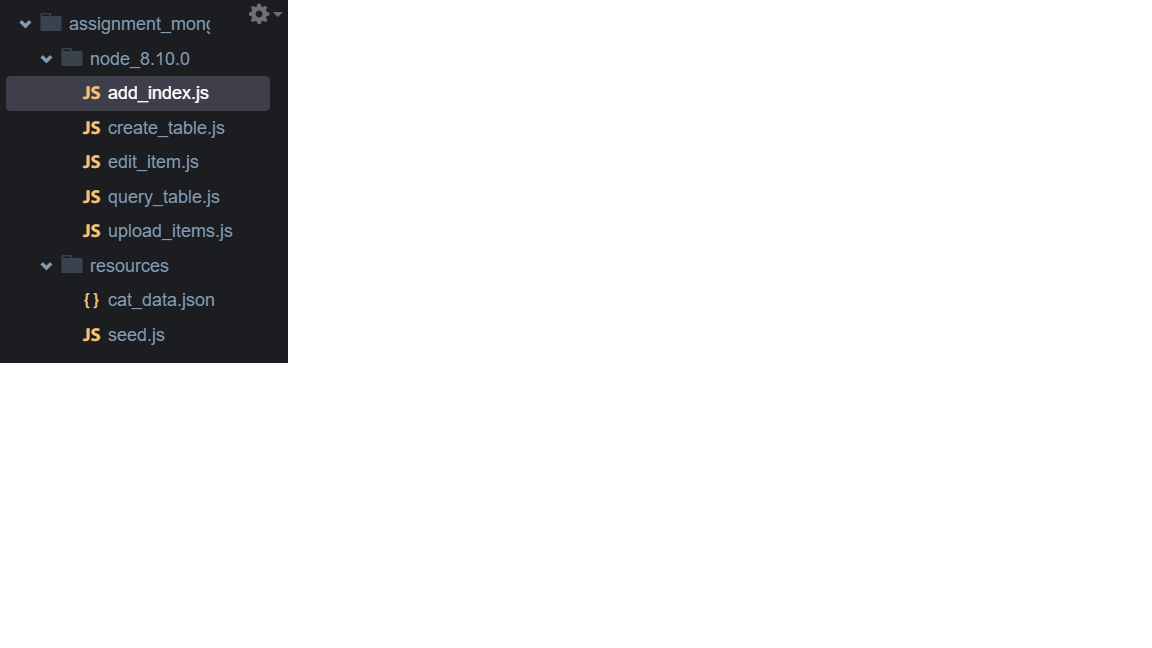 assignment_mong
node_8.10.0
JS add_index.js
JS create_table.js
JS edit_item.js
JS query_table.js
JS upload_items.js
resources
{} cat_data.json
JS seed.js